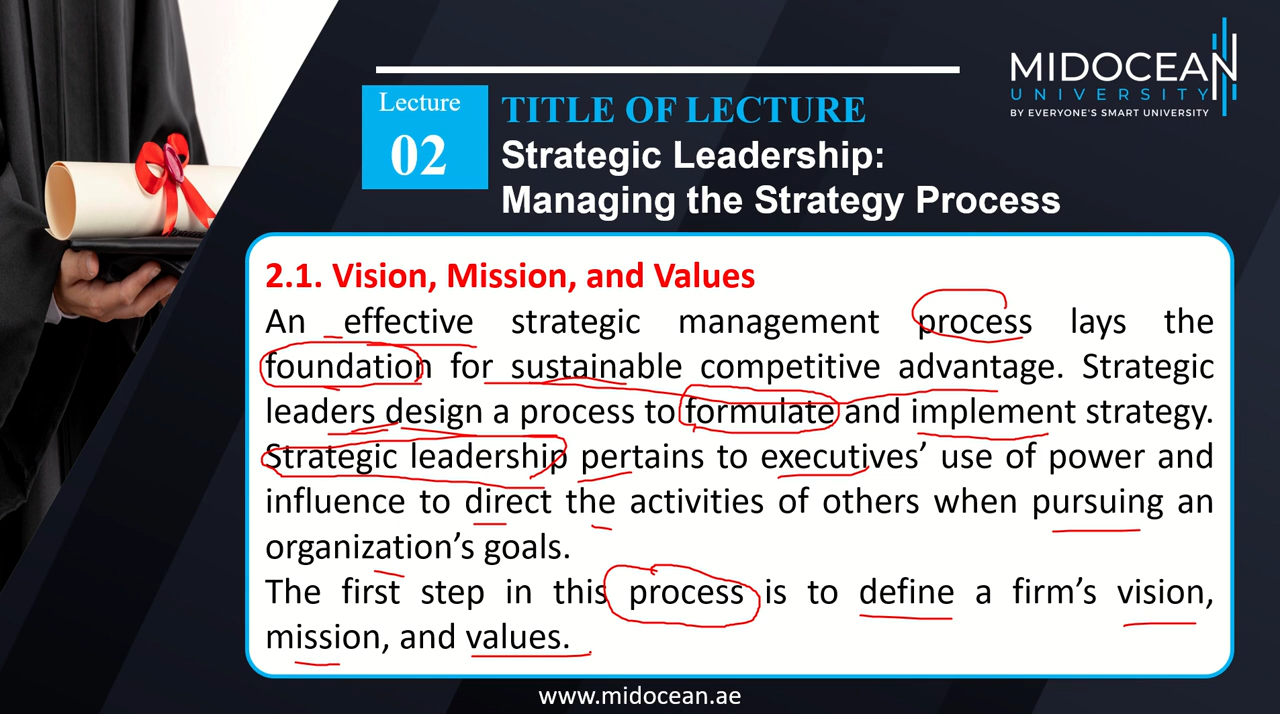 MIDOCEAN
UNIVERSITY
BY EVERYONE'S SMART UNIVERSITY
Lecture
02
TITLE OF LECTURE
Strategic Leadership:
Managing the Strategy Process
2.1. Vision, Mission, and Values
An effective strategic management process lays the
foundation for sustainable competitive advantage. Strategic
leaders design a process to formulate and implement strategy.
Strategic leadership pertains to executives’ use of power and
influence to direct the activities of others when pursuing an
organization’s goals.
The first step in this process is to define a firm’s vision,
mission, and values.
www.midocean.ae